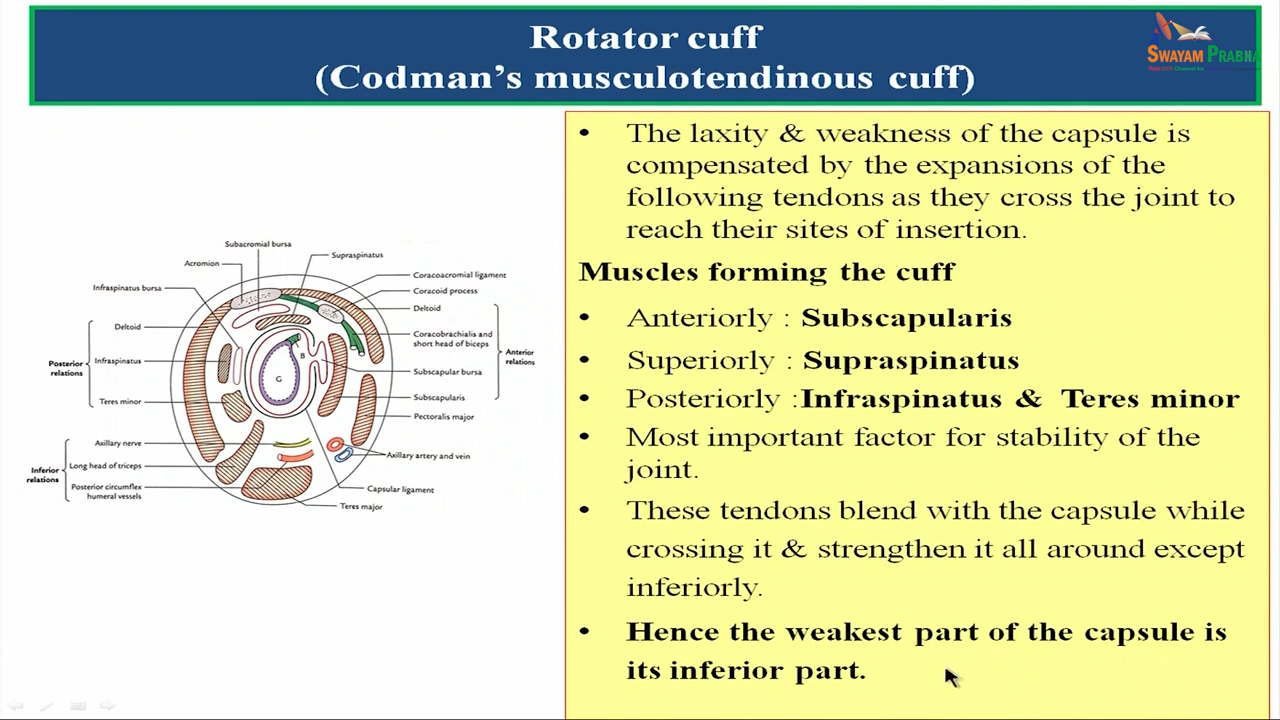 Rotator cuff
(Codman's musculotendinous cuff)
SWAYAM PRABHA
Subacromial bursa
Supraspinatus
Acromion
Coracoacromial ligament
Infraspinatus bursa
Coracoid process
Deltoid
Deltoid
Coracobrachialis and
short head of biceps
Anterior
relations
Infraspinatus
Posterior
relations
B
Subscapular bursa
G
Teres minor
Subscapularis
Pectoralis major
Axillary nerve
Axillary artery and vein
Inferior
relations
Long head of triceps
Posterior circumflex
humeral vessels
Capsular ligament
Teres major
• The laxity & weakness of the capsule is
compensated by the expansions of the
following tendons as they cross the joint to
reach their sites of insertion.
Muscles forming the cuff
• Anteriorly : Subscapularis
• Superiorly : Supraspinatus
• Posteriorly :Infraspinatus & Teres minor
• Most important factor for stability of the
joint.
• These tendons blend with the capsule while
crossing it & strengthen it all around except
inferiorly.
• Hence the weakest part of the capsule is
its inferior part.